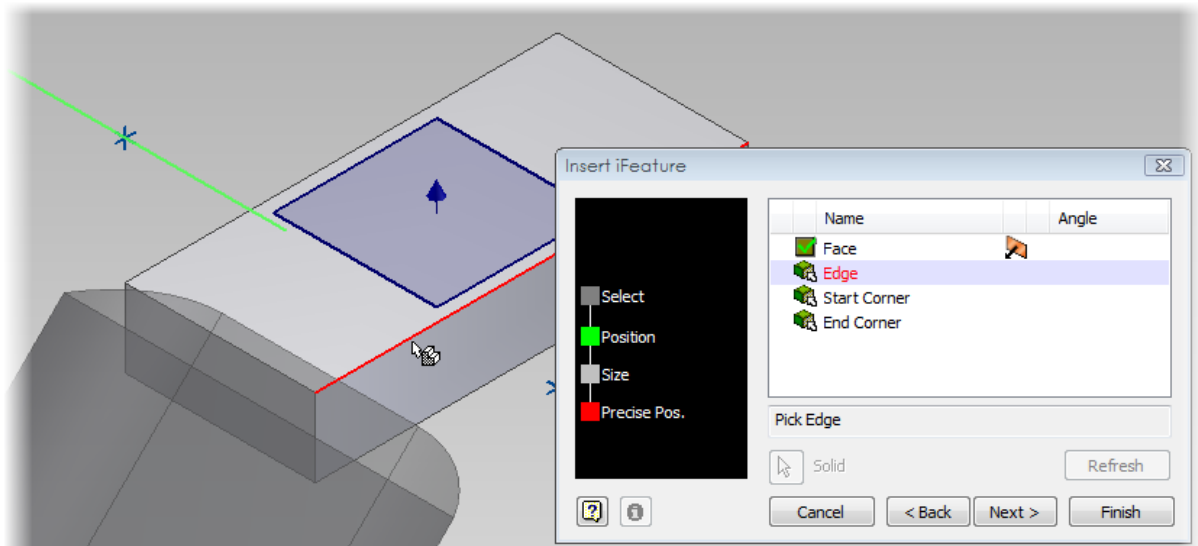 Insert iFeature
Select
Position
Size
Precise Pos.
Name Angle
Face
Edge
Start Corner
End Corner
Pick Edge
Solid Refresh
Cancel < Back Next > Finish